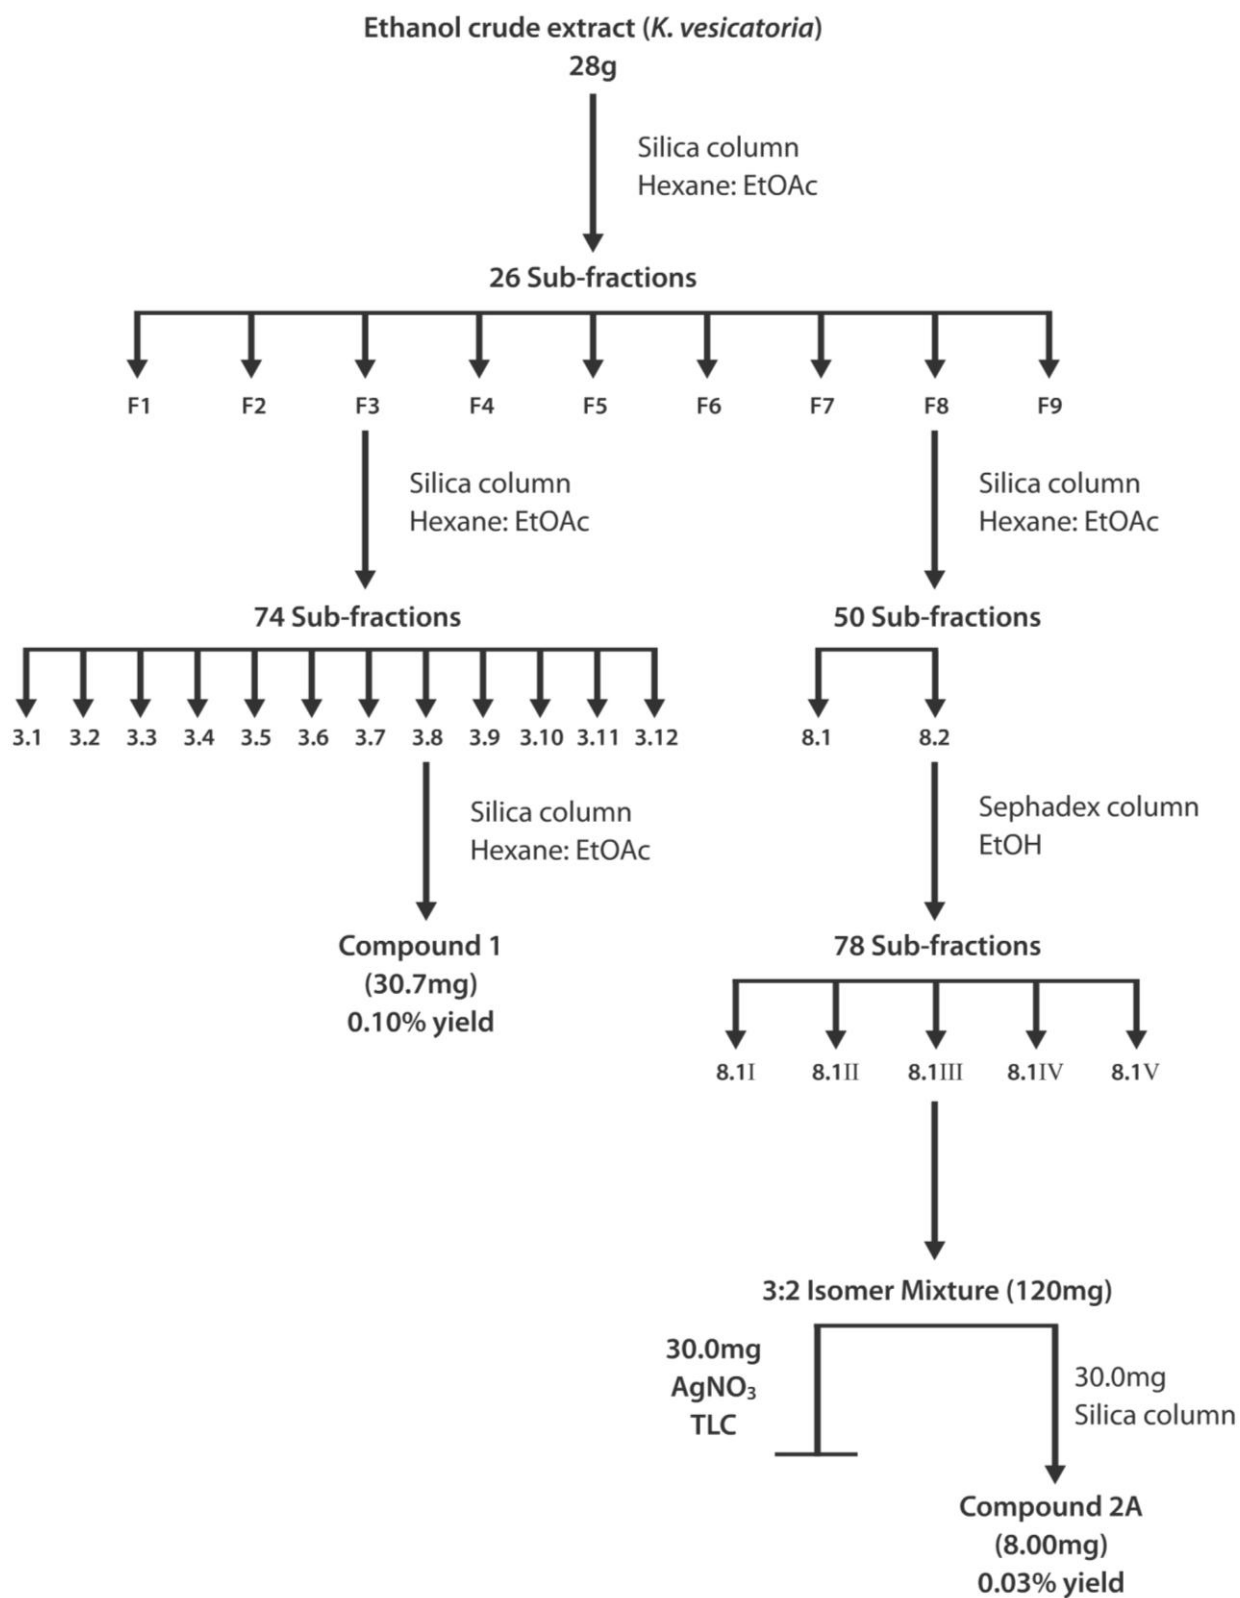 Ethanol crude extract (K. vesicatoria)
28g
Silica column
Hexane: EtOAc
26 Sub-fractions
F1 F2 F3 F4 F5 F6 F7 F8 F9
Silica column
Hexane: EtOAc
Silica column
Hexane: EtOAc
74 Sub-fractions
50 Sub-fractions
3.1 3.2 3.3 3.4 3.5 3.6 3.7 3.8 3.9 3.10 3.11 3.12
8.1 8.2
Silica column
Hexane: EtOAc
Sephadex column
EtOH
Compound 1
(30.7mg)
0.10% yield
78 Sub-fractions
8.1I 8.1II 8.1III 8.1IV 8.1V
3:2 Isomer Mixture (120mg)
30.0mg
AgNO₃
TLC
30.0mg
Silica column
Compound 2A
(8.00mg)
0.03% yield